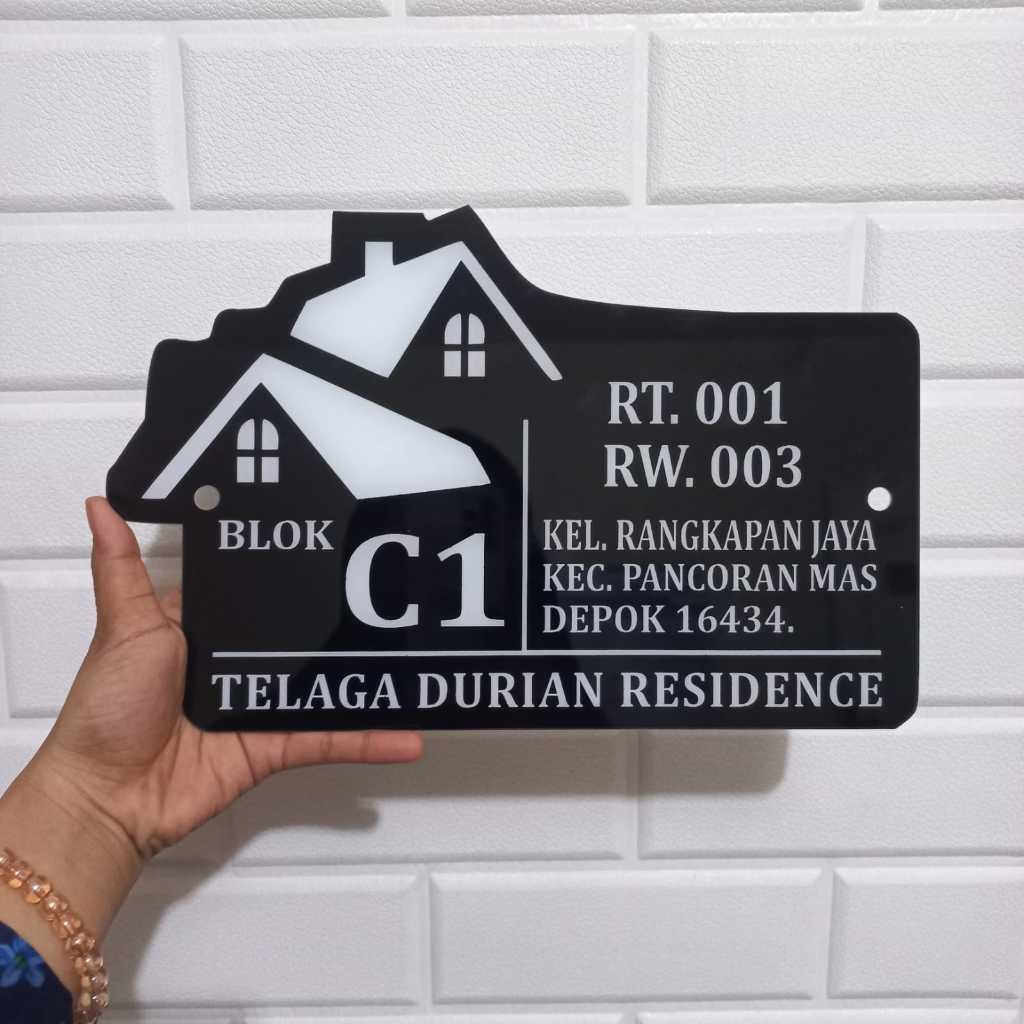 RT. 001
RW. 003
BLOK C1
KEL. RANGKAPAN JAYA
KEC. PANCORAN MAS
DEPOK 16434.
TELAGA DURIAN RESIDENCE